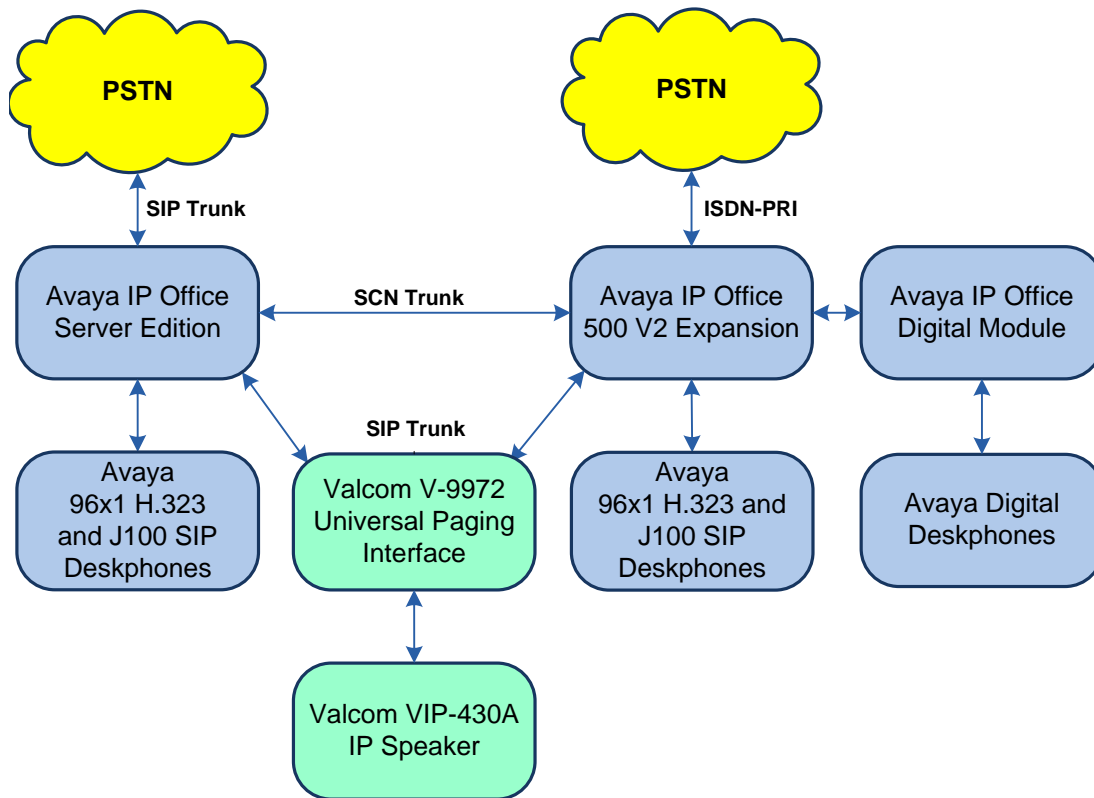 PSTN
PSTN
SIP Trunk
ISDN-PRI
Avaya IP Office
Server Edition
SCN Trunk
Avaya IP Office
500 V2 Expansion
Avaya IP Office
Digital Module
SIP Trunk
Avaya
96x1 H.323
and J100 SIP
Deskphones
Valcom V-9972
Universal Paging
Interface
Avaya
96x1 H.323 and
J100 SIP
Deskphones
Avaya Digital
Deskphones
Valcom VIP-430A
IP Speaker